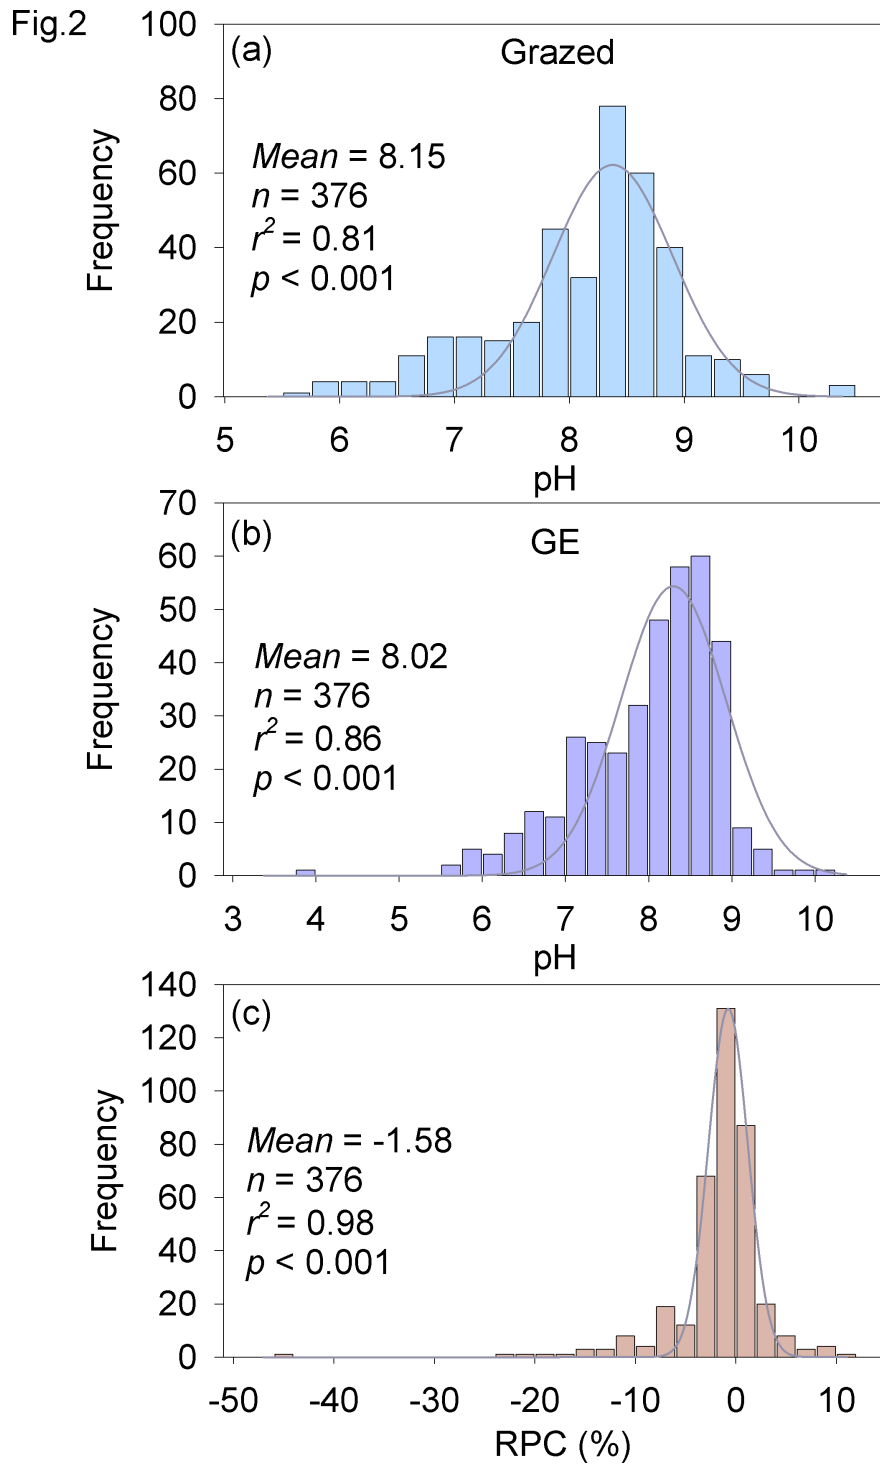 Fig.2
(a)
Grazed
Mean = 8.15
n = 376
r² = 0.81
p < 0.001
Frequency
100
80
60
40
20
0
5 6 7 8 9 10
pH
(b)
GE
Mean = 8.02
n = 376
r² = 0.86
p < 0.001
Frequency
70
60
50
40
30
20
10
0
3 4 5 6 7 8 9 10
pH
(c)
Mean = -1.58
n = 376
r² = 0.98
p < 0.001
Frequency
140
120
100
80
60
40
20
0
-50 -40 -30 -20 -10 0 10
RPC (%)